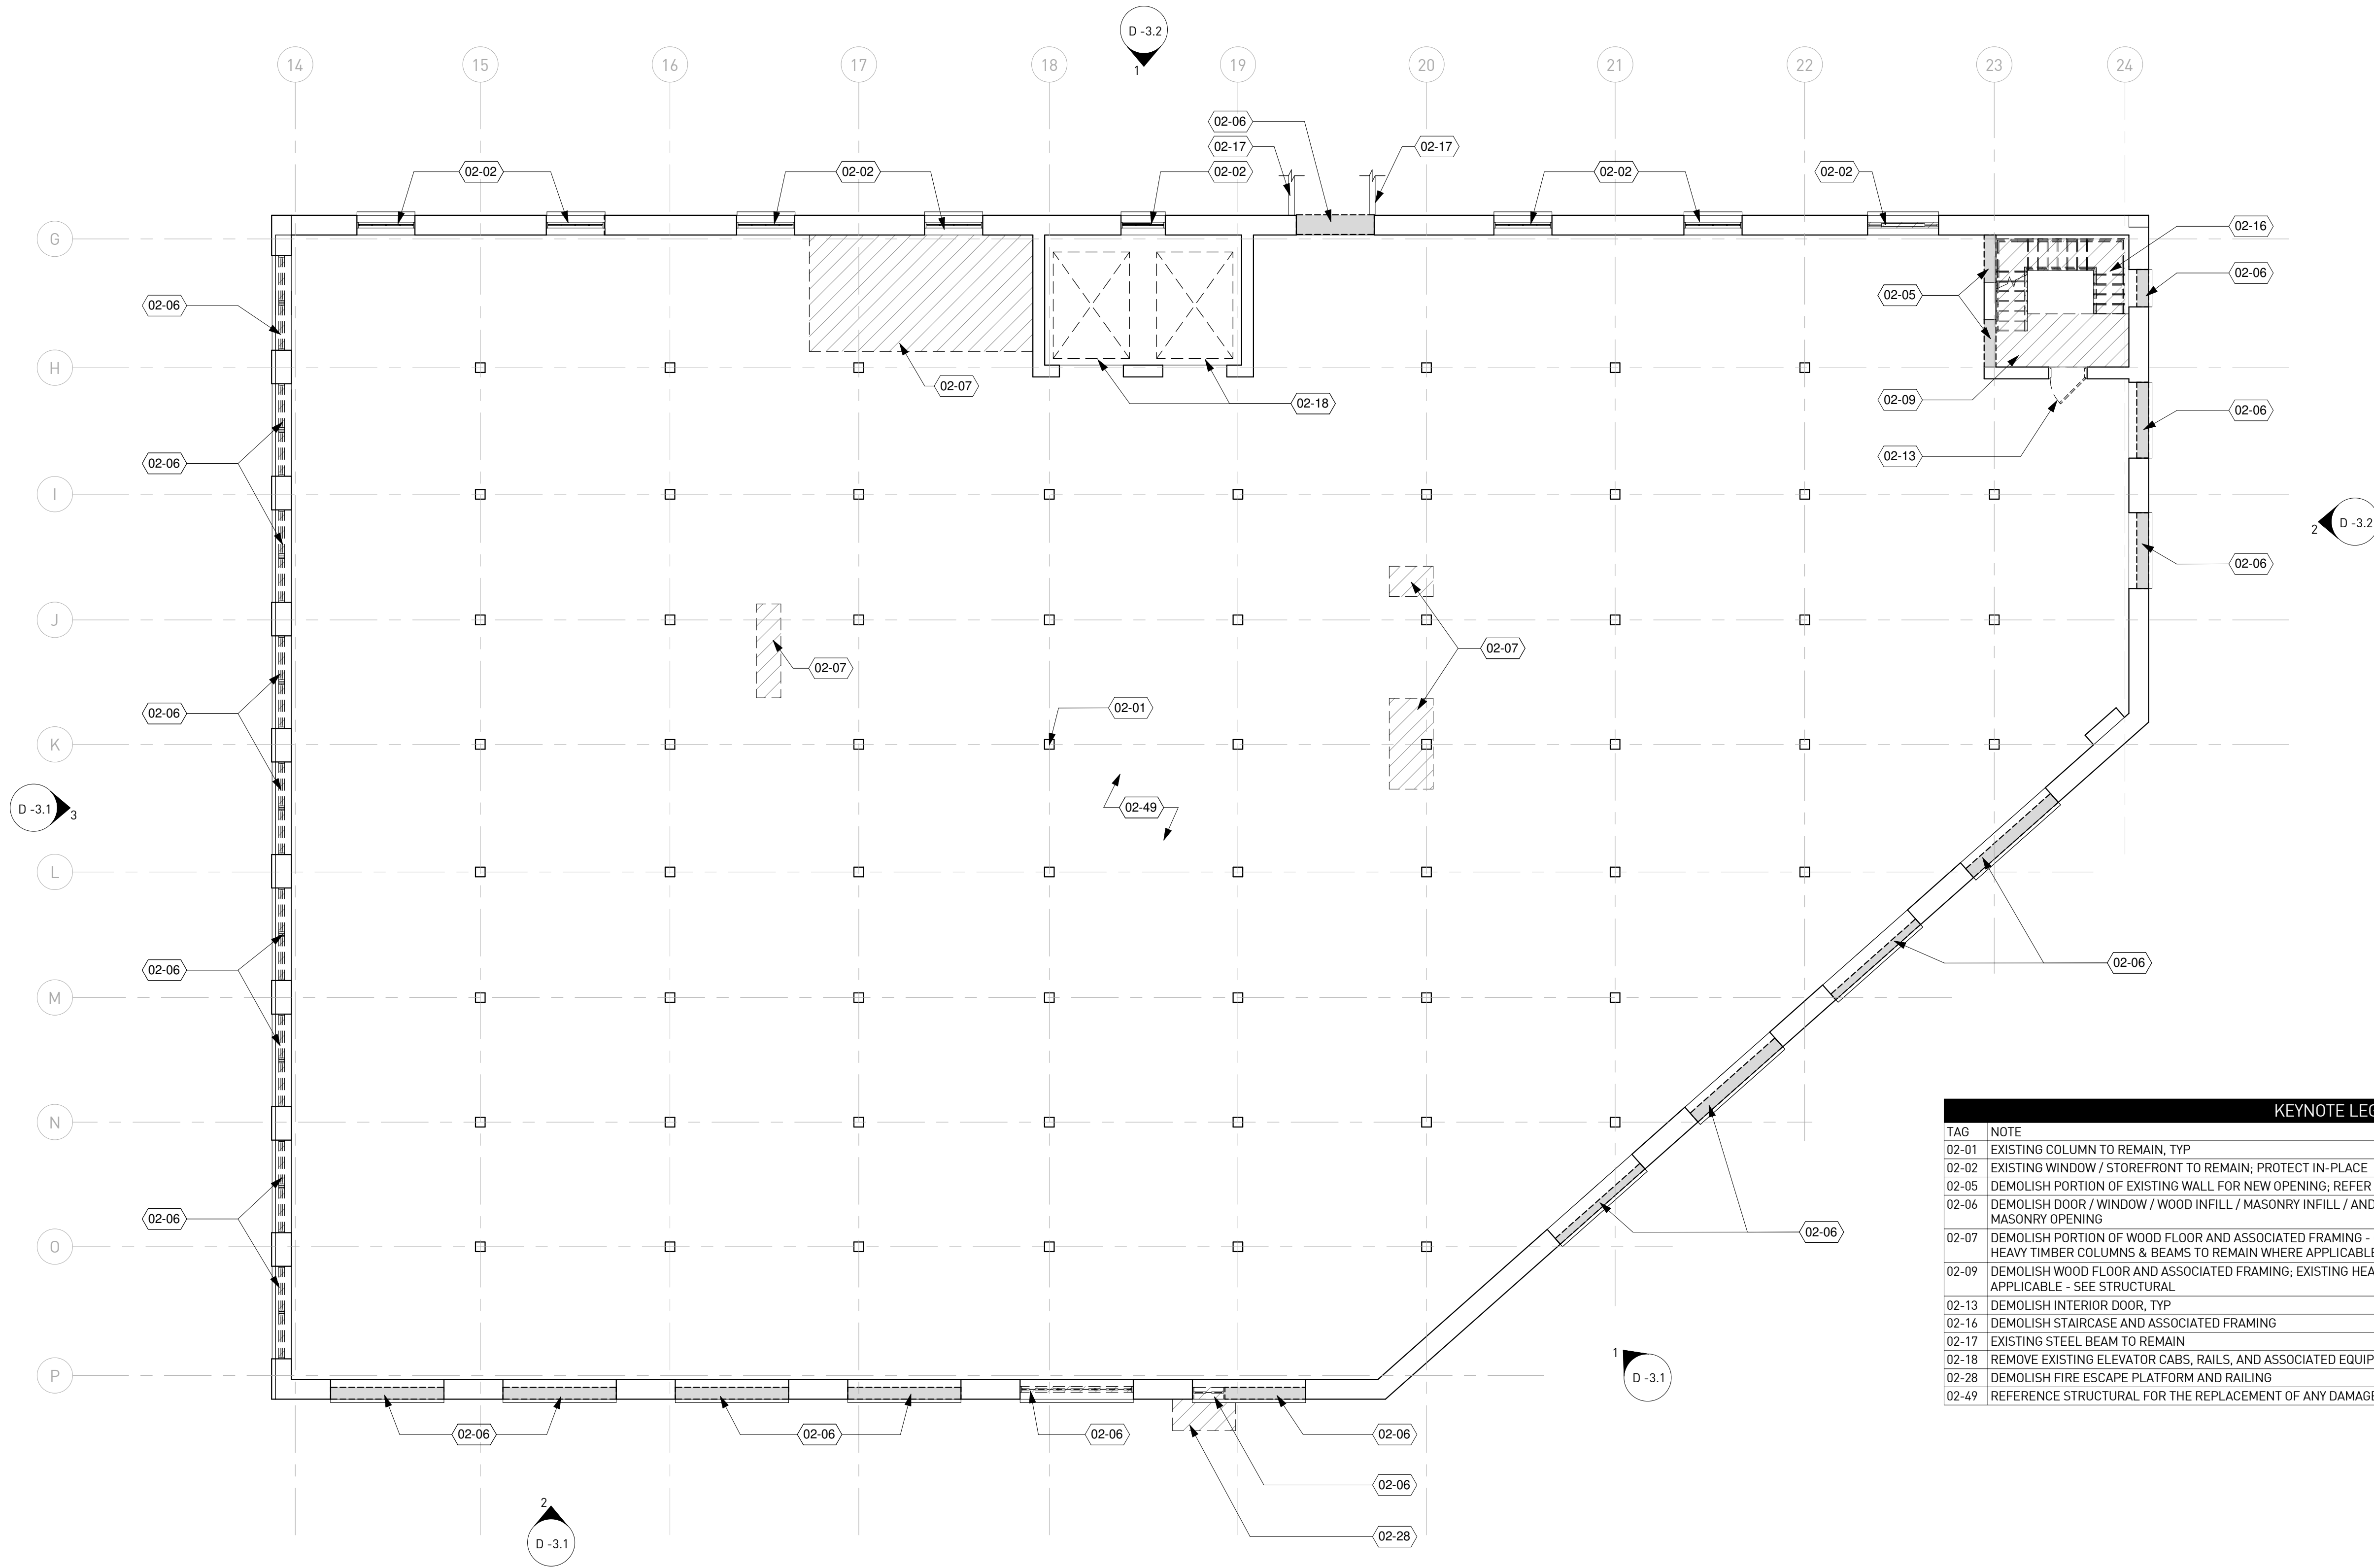 D -3.2
1
14 15 16 17 18 19 20 21 22 23 24
02-06
02-17 02-17
02-02 02-02 02-02 02-02 02-02
02-16
G
02-06
02-05
02-06
H
02-07
02-18
02-09
02-06
02-13
02-06
I
2 D -3.2
02-06
J
02-07
02-07
02-01
02-06
K
02-49
D -3.1 3
L
02-06
02-06
M
N
02-06
02-06
O
P
1
D -3.1
02-06 02-06 02-06 02-06
02-06
02-28
2
D -3.1
KEYNOTE LEG
TAG NOTE
02-01 EXISTING COLUMN TO REMAIN, TYP
02-02 EXISTING WINDOW / STOREFRONT TO REMAIN; PROTECT IN-PLACE
02-05 DEMOLISH PORTION OF EXISTING WALL FOR NEW OPENING; REFER
02-06 DEMOLISH DOOR / WINDOW / WOOD INFILL / MASONRY INFILL / AND
MASONRY OPENING
02-07 DEMOLISH PORTION OF WOOD FLOOR AND ASSOCIATED FRAMING -
HEAVY TIMBER COLUMNS & BEAMS TO REMAIN WHERE APPLICABLE
02-09 DEMOLISH WOOD FLOOR AND ASSOCIATED FRAMING; EXISTING HEA
APPLICABLE - SEE STRUCTURAL
02-13 DEMOLISH INTERIOR DOOR, TYP
02-16 DEMOLISH STAIRCASE AND ASSOCIATED FRAMING
02-17 EXISTING STEEL BEAM TO REMAIN
02-18 REMOVE EXISTING ELEVATOR CABS, RAILS, AND ASSOCIATED EQUIP
02-28 DEMOLISH FIRE ESCAPE PLATFORM AND RAILING
02-49 REFERENCE STRUCTURAL FOR THE REPLACEMENT OF ANY DAMAGE